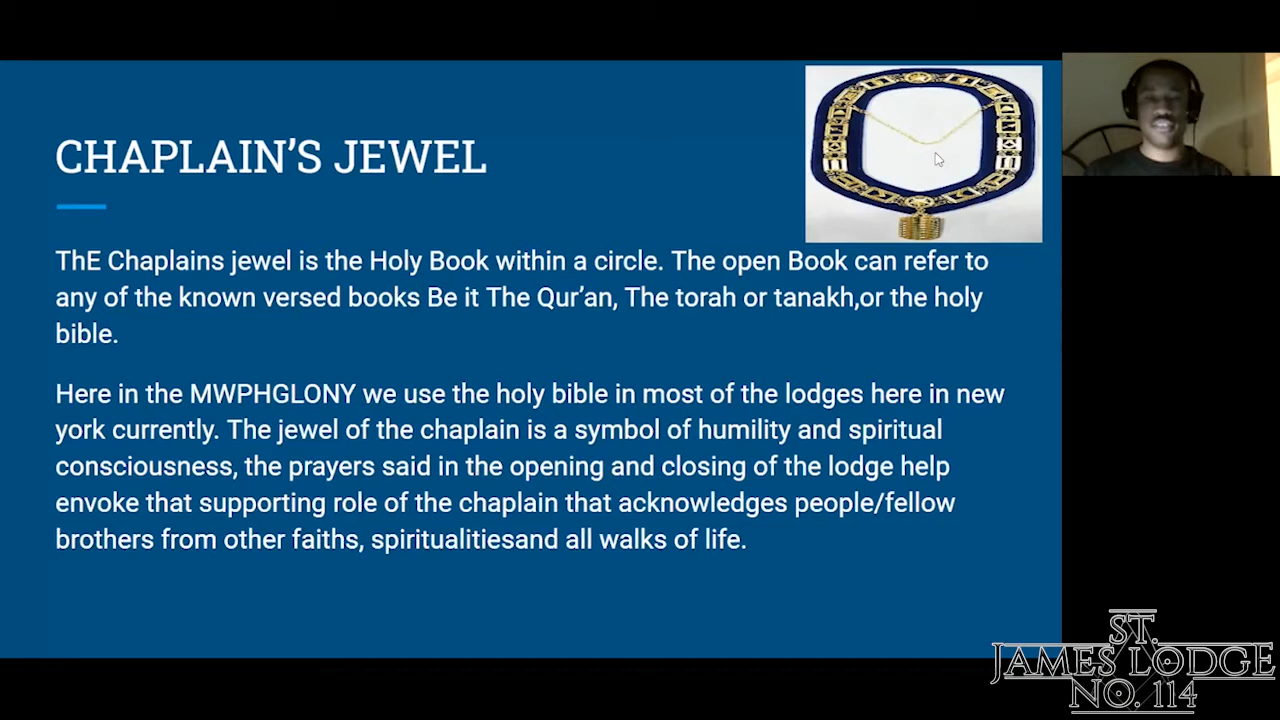 CHAPLAIN'S JEWEL
ThE Chaplains jewel is the Holy Book within a circle. The open Book can refer to
any of the known versed books Be it The Qur'an, The torah or tanakh,or the holy
bible.
Here in the MWPHGLONY we use the holy bible in most of the lodges here in new
york currently. The jewel of the chaplain is a symbol of humility and spiritual
consciousness, the prayers said in the opening and closing of the lodge help
envoke that supporting role of the chaplain that acknowledges people/fellow
brothers from other faiths, spiritualitiesand all walks of life.
ST.
JAMES LODGE
NO. 114